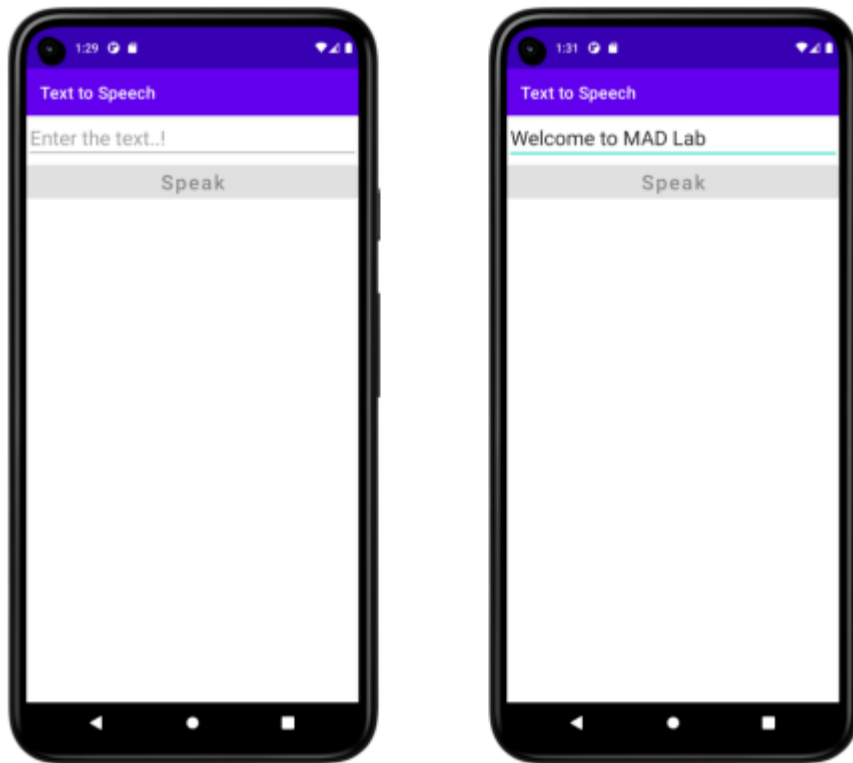 1:29
Text to Speech
Enter the text..!
Speak
1:31
Text to Speech
Welcome to MAD Lab
Speak